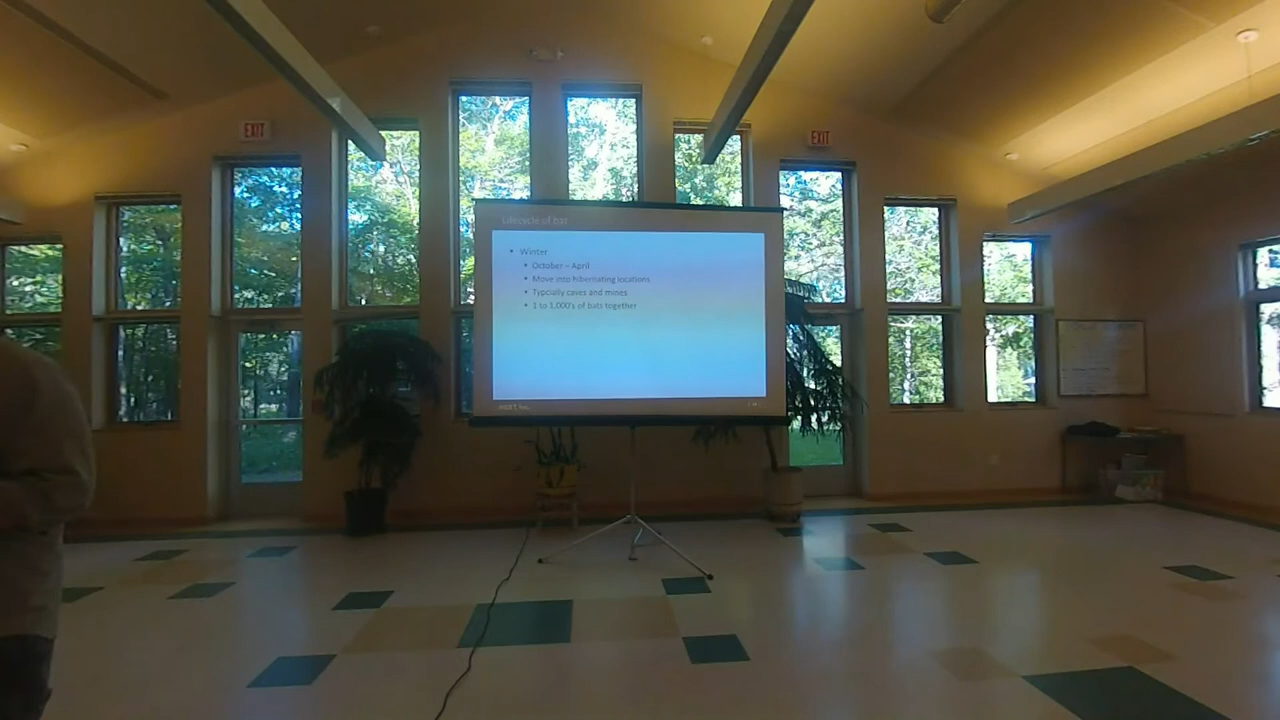 EXIT
EXIT
Lifecycle of bat
Winter
October – April
Move into hibernating locations
Typcially caves and mines
1 to 1,000's of bats together